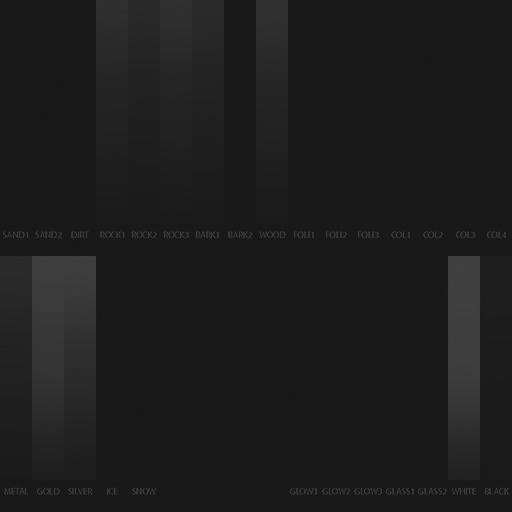 SAND1 SAND2 DIRT ROCK1 ROCK2 ROCK3 BARK1 BARK2 WOOD FOLI1 FOLI2 FOLI3 COL1 COL2 COL3 COL4
METAL GOLD SILVER ICE SNOW GLOW1 GLOW2 GLOW3 GLASS1 GLASS2 WHITE BLACK